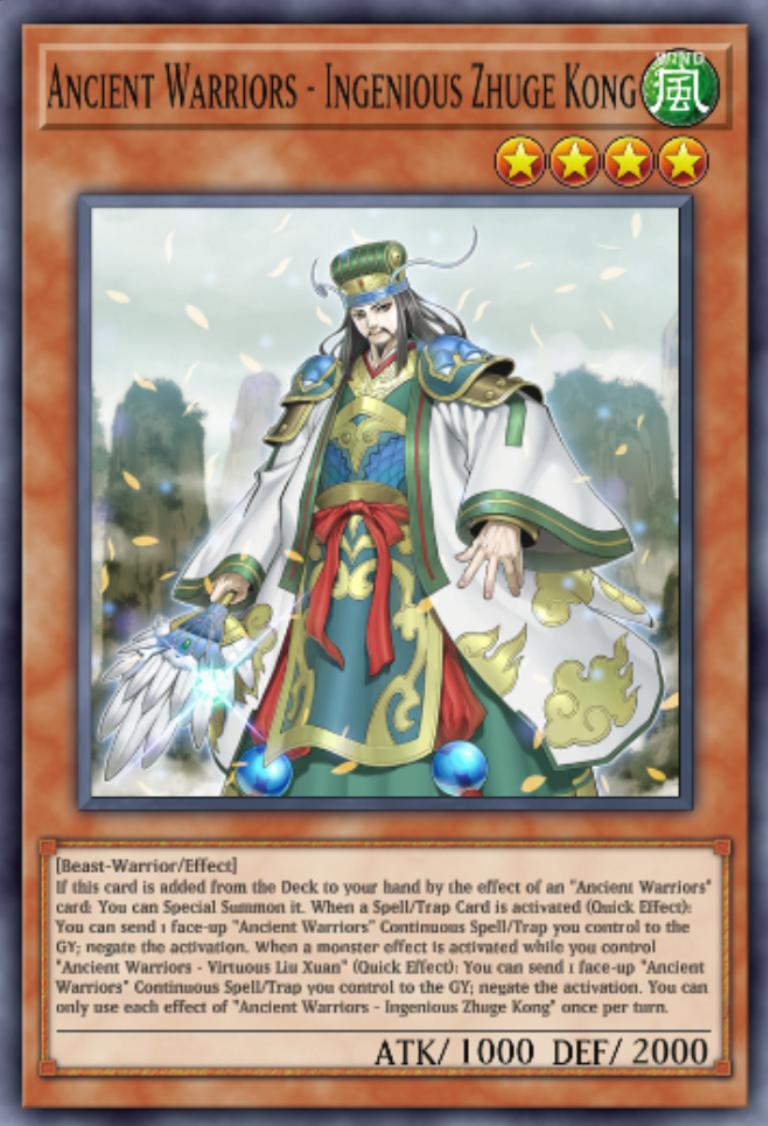 Ancient Warriors - Ingenious Zhuge Kong
WIND
風
[Beast-Warrior/Effect]
If this card is added from the Deck to your hand by the effect of an "Ancient Warriors"
card: You can Special Summon it. When a Spell/Trap Card is activated (Quick Effect):
You can send 1 face-up "Ancient Warriors" Continuous Spell/Trap you control to the
GY; negate the activation. When a monster effect is activated while you control
"Ancient Warriors - Virtuous Liu Xuan" (Quick Effect): You can send 1 face-up "Ancient
Warriors" Continuous Spell/Trap you control to the GY; negate the activation. You can
only use each effect of "Ancient Warriors - Ingenious Zhuge Kong" once per turn.
ATK/ 1000 DEF/ 2000